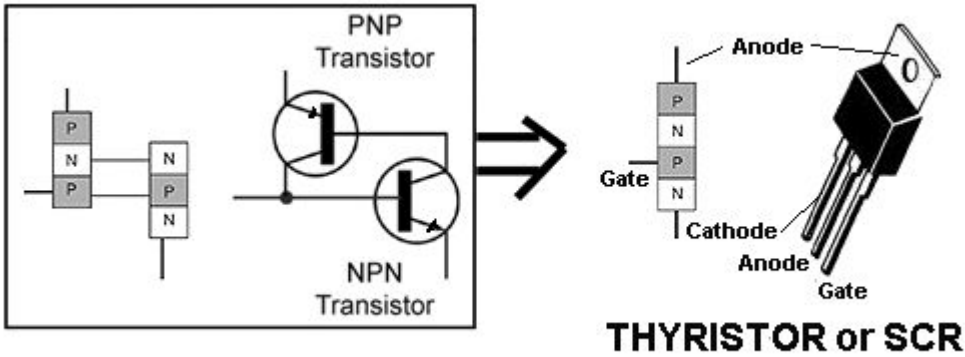 PNP
Transistor
P
N
P
N
P
N
NPN
Transistor
Anode
P
N
P
N
Gate
Cathode
Anode
Gate
THYRISTOR or SCR